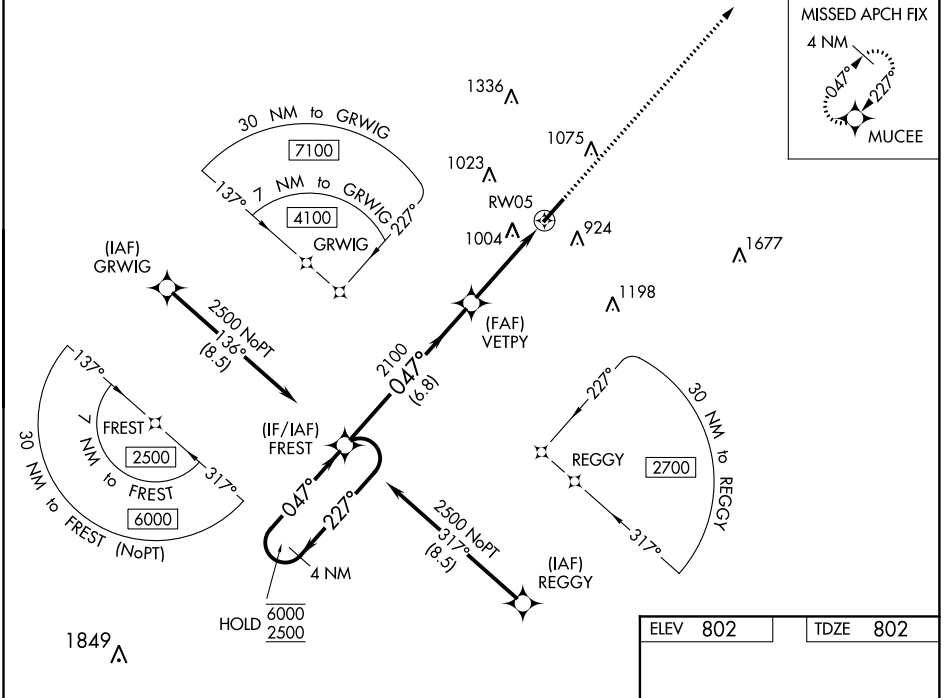 MISSED APCH FIX
4 NM
047°
227°
MUCEE
1336
1075
1023
RW05
1004
924
1677
1198
30 NM to GRWIG
7100
137°
7 NM to GRWIG
4100
227°
GRWIG
(IAF)
GRWIG
2500 NoPT
136°
(8.5)
(FAF)
VETPY
2100
047°
(6.8)
137°
FREST
2500
7 NM to FREST
317°
6000
30 NM to FREST (NoPT)
(IF/IAF)
FREST
047°
227°
4 NM
HOLD
6000
2500
227°
30 NM to REGGY
REGGY
2700
317°
2500 NoPT
317°
(8.5)
(IAF)
REGGY
1849
ELEV 802
TDZE 802